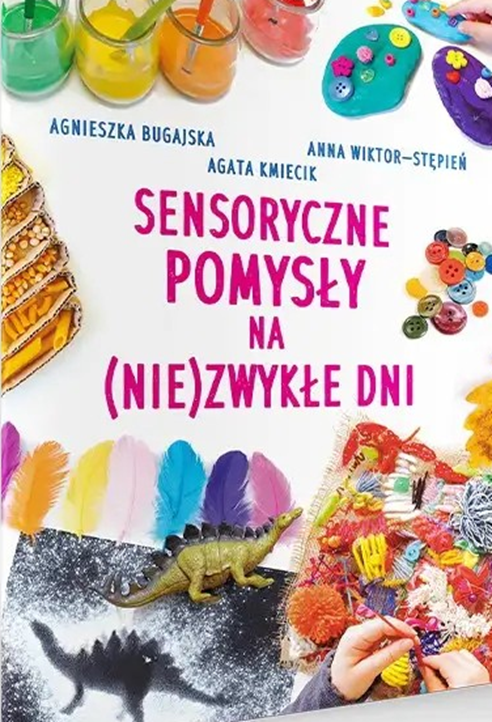 AGNIESZKA BUGAJSKA
ANNA WIKTOR–STĘPIEŃ
AGATA KMIECIK
SENSORYCZNE
POMYSŁY
NA
(NIE)ZWYKŁE DNI